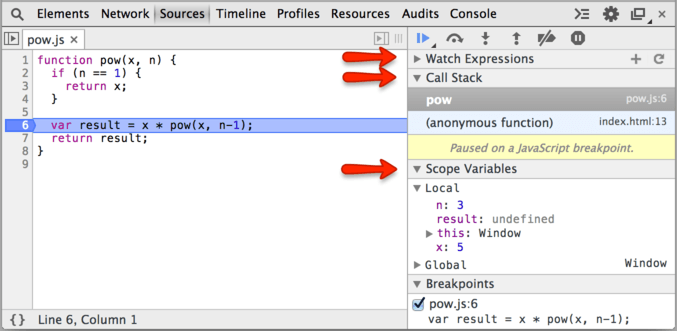 Elements Network Sources Timeline Profiles Resources Audits Console
pow.js ×
1 function pow(x, n) {
2 if (n == 1) {
3 return x;
4 }
5
6 var result = x * pow(x, n-1);
7 return result;
8 }
9
{} Line 6, Column 1
Watch Expressions
Call Stack
pow pow.js:6
(anonymous function) index.html:13
Paused on a JavaScript breakpoint.
Scope Variables
Local
n: 3
result: undefined
this: Window
x: 5
Global Window
Breakpoints
pow.js:6
var result = x * pow(x, n-1);